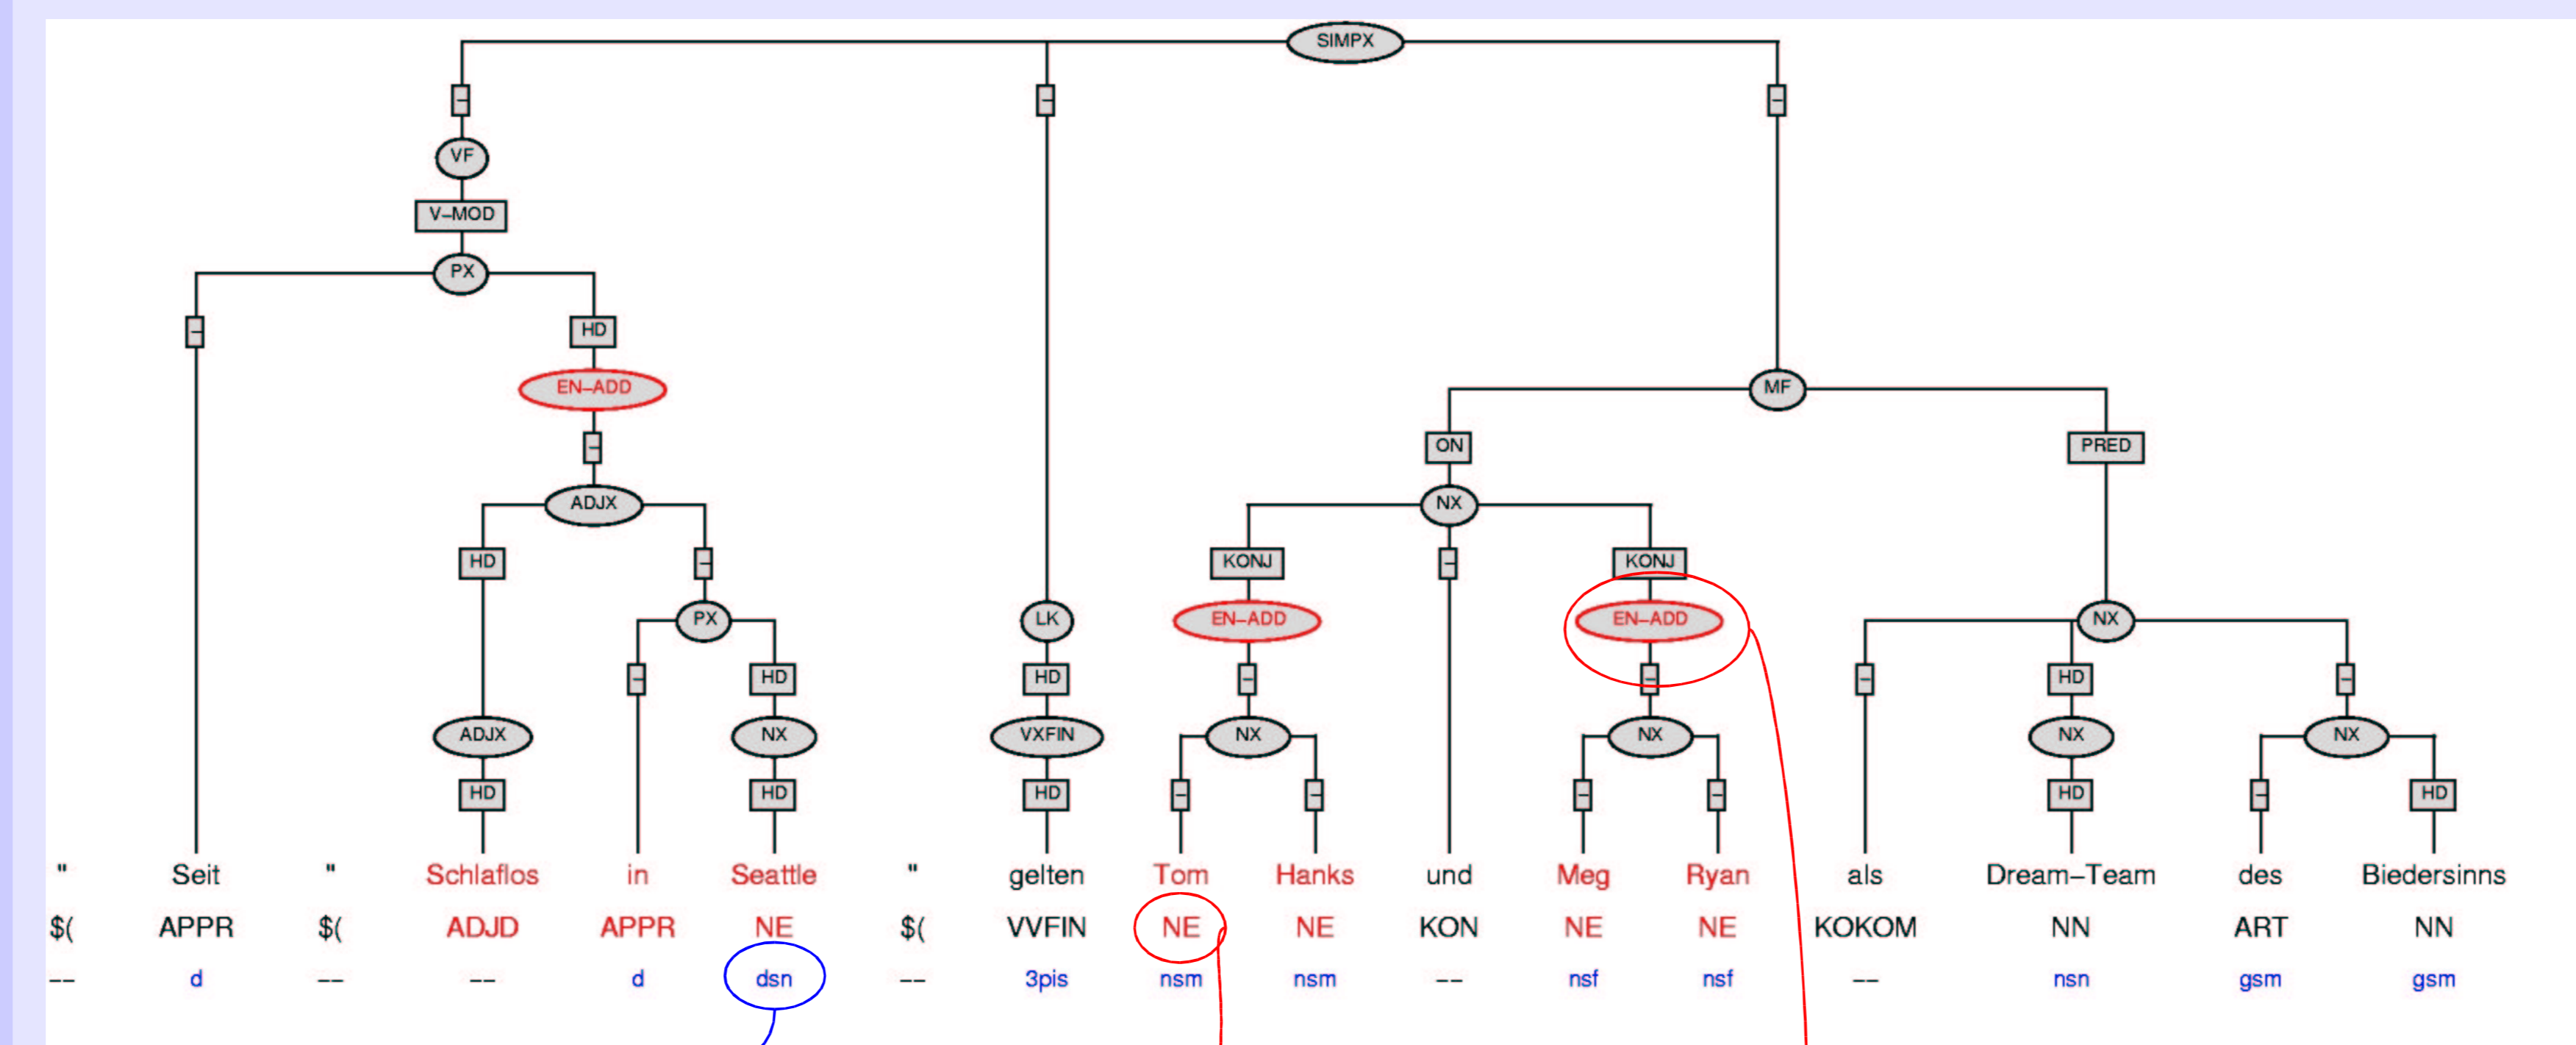 SIMPX
– – –
VF
V–MOD
PX
– HD
EN–ADD MF
– ON PRED
ADJX NX
HD – KONJ – KONJ
PX LK EN–ADD EN–ADD NX
– HD HD – – – HD –
ADJX NX VXFIN NX NX NX NX
HD HD HD – – – – HD – HD
" Seit " Schlaflos in Seattle " gelten Tom Hanks und Meg Ryan als Dream–Team des Biedersinns
$( APPR $( ADJD APPR NE $( VVFIN NE NE KON NE NE KOKOM NN ART NN
–– d –– –– d dsn –– 3pis nsm nsm –– nsf nsf –– nsn gsm gsm